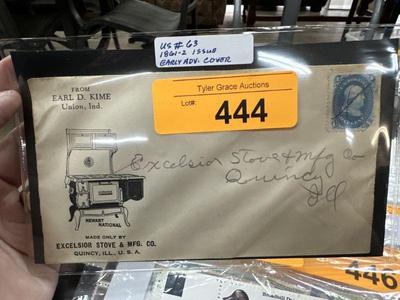 US # 63
1861-2 ISSUE
EARLY ADV. COVER
Tyler Grace Auctions
Lot#:
444
FROM
EARL D. KIME
Union, Ind.
Excelsior Stove & Mfg Co
Quincy
Ill
NEWART
NATIONAL
MADE ONLY BY
EXCELSIOR STOVE & MFG. CO.
QUINCY, ILL., U. S. A.
446